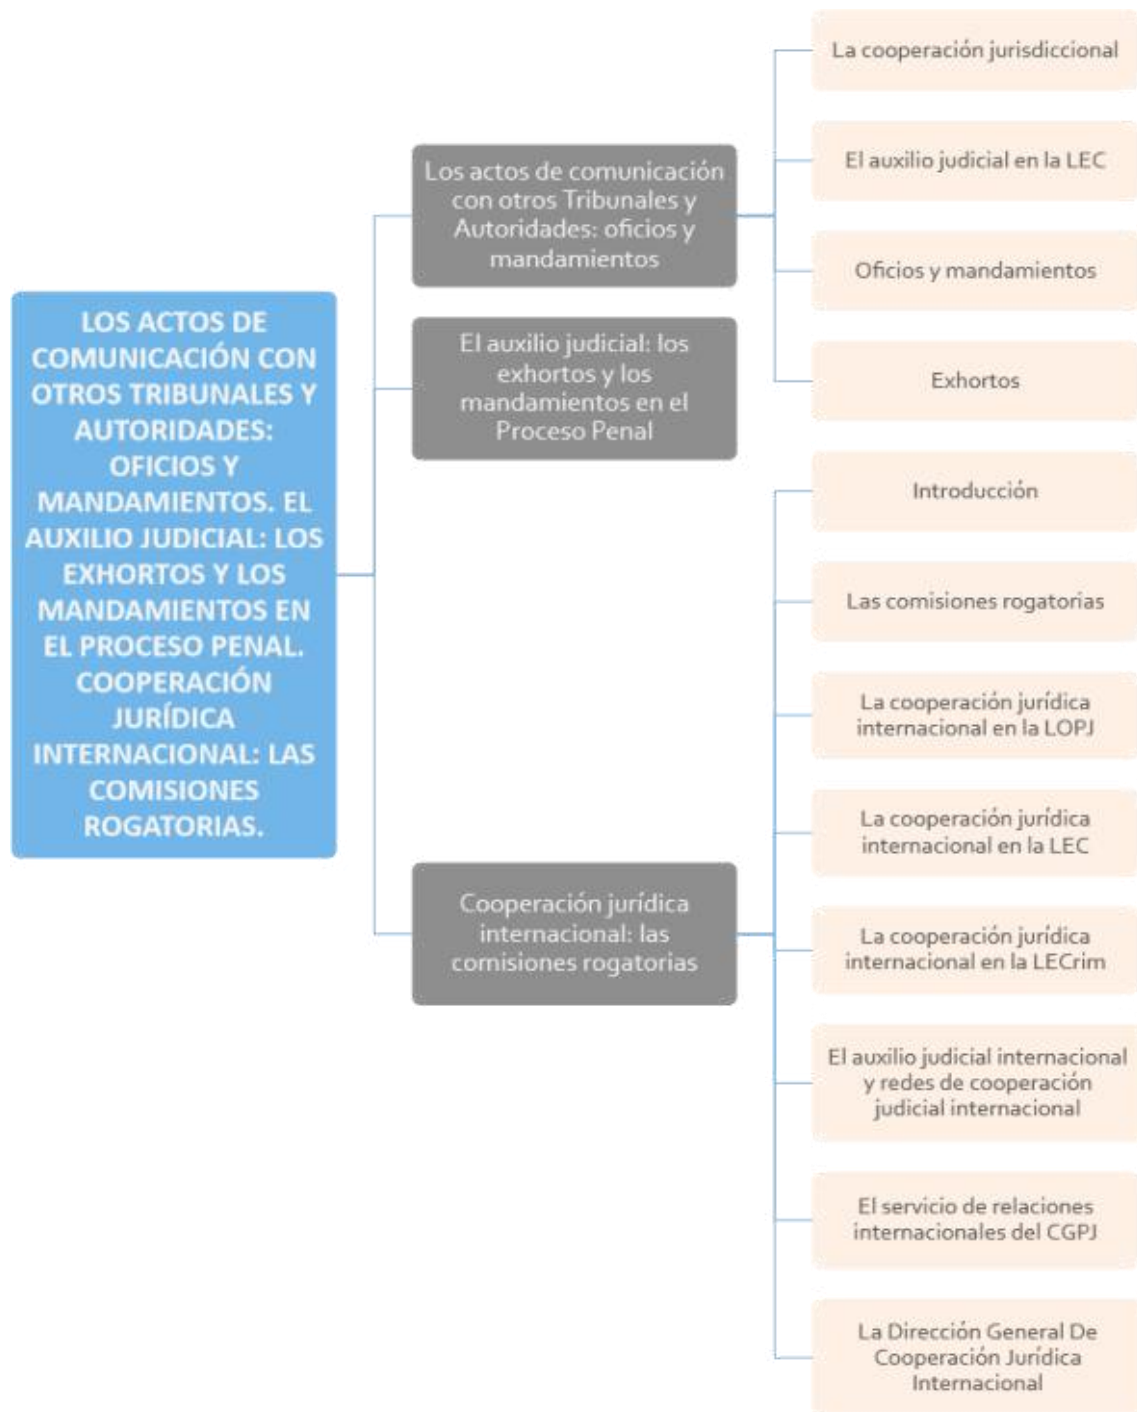 LOS ACTOS DE
COMUNICACIÓN CON
OTROS TRIBUNALES Y
AUTORIDADES:
OFICIOS Y
MANDAMIENTOS. EL
AUXILIO JUDICIAL: LOS
EXHORTOS Y LOS
MANDAMIENTOS EN
EL PROCESO PENAL.
COOPERACIÓN
JURÍDICA
INTERNACIONAL: LAS
COMISIONES
ROGATORIAS.
Los actos de comunicación
con otros Tribunales y
Autoridades: oficios y
mandamientos
El auxilio judicial: los
exhortos y los
mandamientos en el
Proceso Penal
Cooperación jurídica
internacional: las
comisiones rogatorias
La cooperación jurisdiccional
El auxilio judicial en la LEC
Oficios y mandamientos
Exhortos
Introducción
Las comisiones rogatorias
La cooperación jurídica
internacional en la LOPJ
La cooperación jurídica
internacional en la LEC
La cooperación jurídica
internacional en la LECrim
El auxilio judicial internacional
y redes de cooperación
judicial internacional
El servicio de relaciones
internacionales del CGPJ
La Dirección General De
Cooperación Jurídica
Internacional